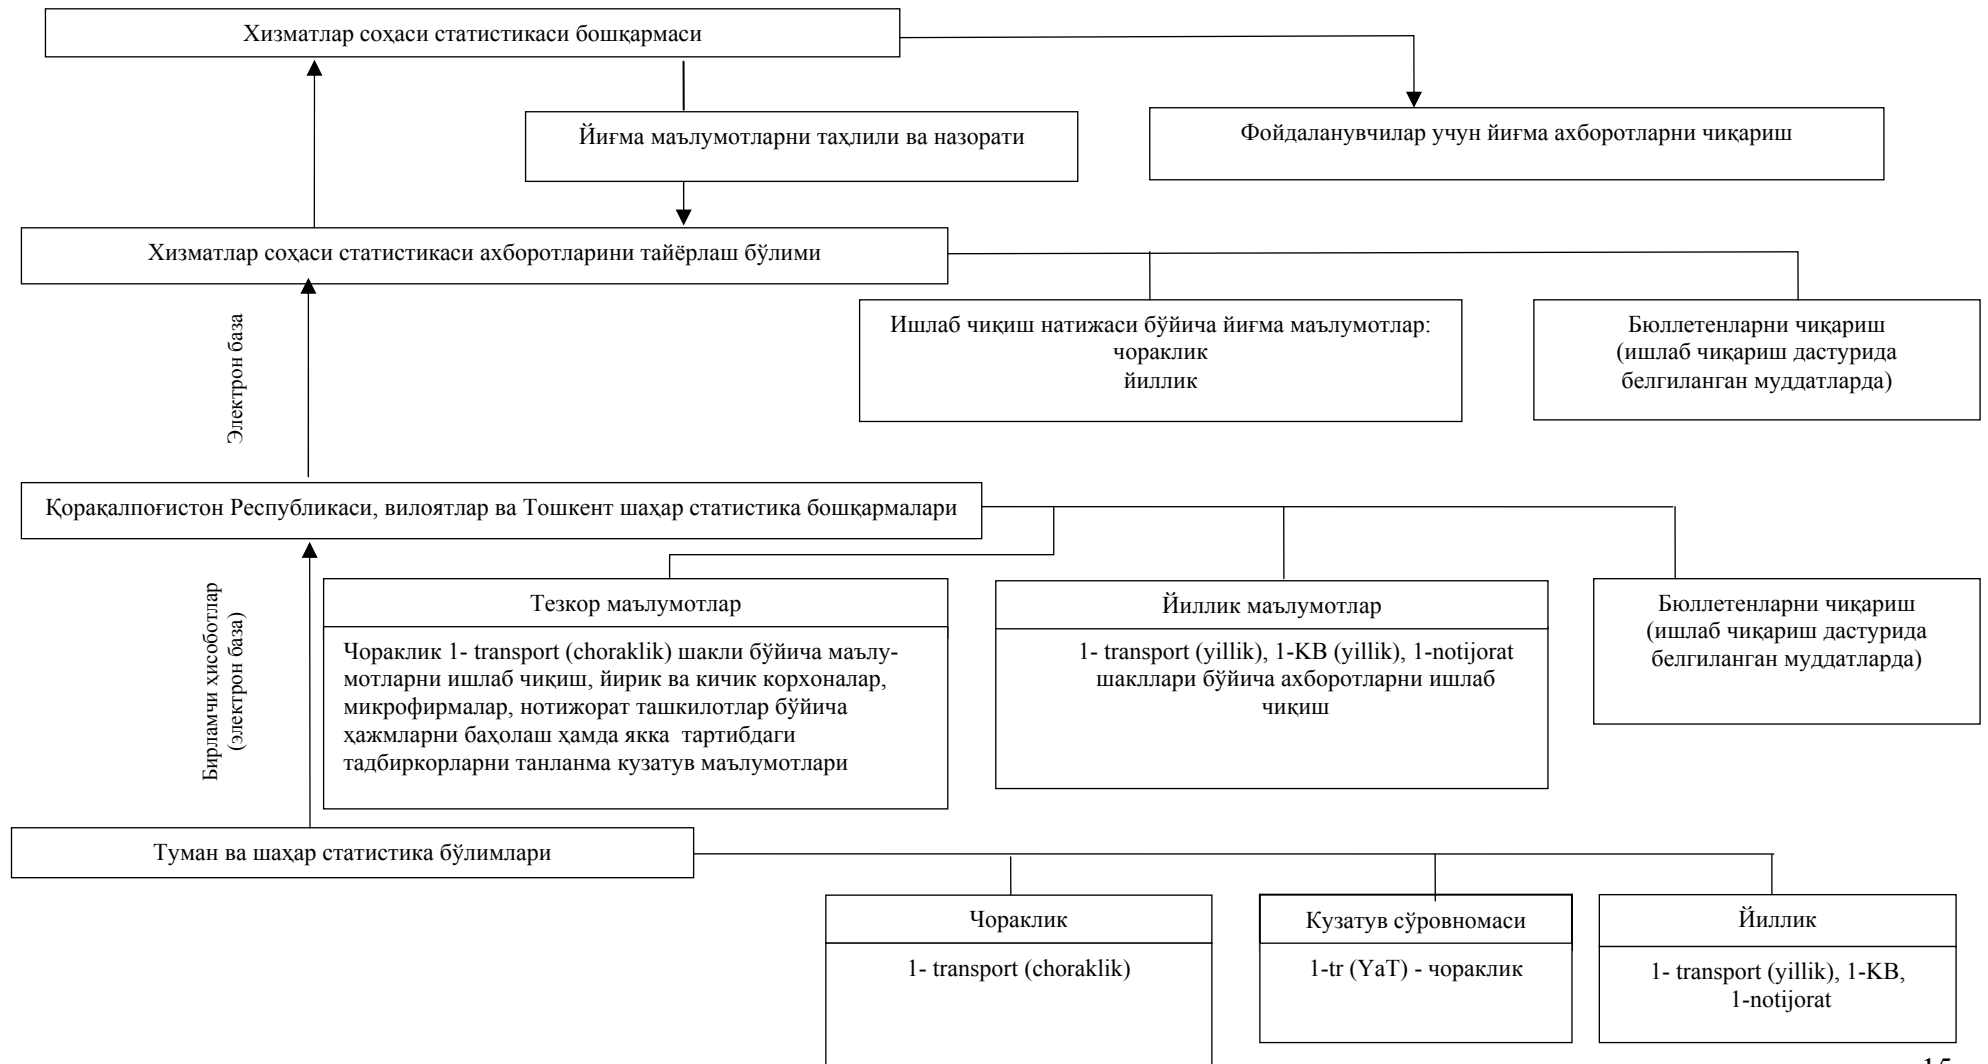 Хизматлар соҳаси статистикаси бошқармаси
Йиғма маълумотларни таҳлили ва назорати
Фойдаланувчилар учун йиғма ахборотларни чиқариш
Хизматлар соҳаси статистикаси ахборотларини тайёрлаш бўлими
Электрон база
Ишлаб чиқиш натижаси бўйича йиғма маълумотлар:
чораклик
йиллик
Бюллетенларни чиқариш
(ишлаб чиқариш дастурида
белгиланган муддатларда)
Қорақалпоғистон Республикаси, вилоятлар ва Тошкент шаҳар статистика бошқармалари
Бирламчи ҳисоботлар
(электрон база)
Тезкор маълумотлар
Чораклик 1- transport (choraklik) шакли бўйича маълу-
мотларни ишлаб чиқиш, йирик ва кичик корхоналар,
микрофирмалар, нотижорат ташкилотлар бўйича
ҳажмларни баҳолаш ҳамда якка тартибдаги
тадбиркорларни танланма кузатув маълумотлари
Йиллик маълумотлар
1- transport (yillik), 1-KB (yillik), 1-notijorat
шакллари бўйича ахборотларни ишлаб
чиқиш
Бюллетенларни чиқариш
(ишлаб чиқариш дастурида
белгиланган муддатларда)
Туман ва шаҳар статистика бўлимлари
Чораклик
1- transport (choraklik)
Кузатув сўровномаси
1-tr (YaT) - чораклик
Йиллик
1- transport (yillik), 1-KB,
1-notijorat